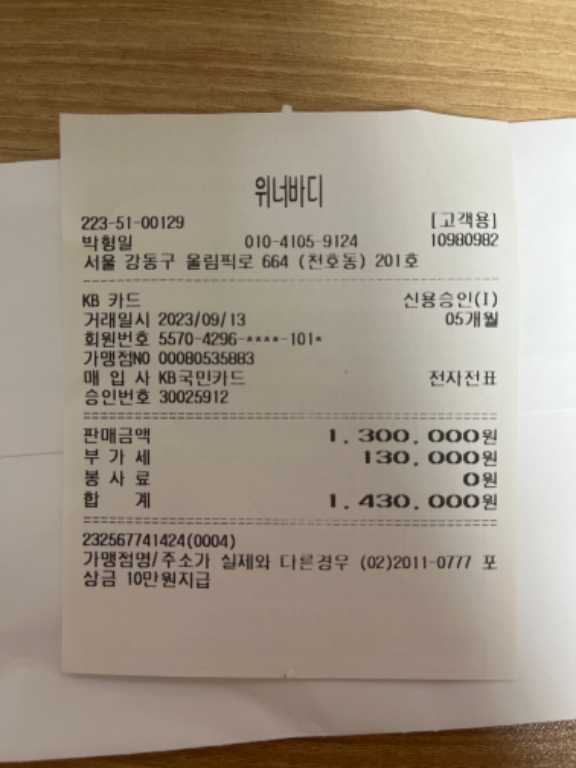 위너바디
223-51-00129 [고객용]
박형일 010-4105-9124 10980982
서울 강동구 올림픽로 664 (천호동) 201호
KB 카드 신용승인(I)
거래일시 2023/09/13 05개월
회원번호 5570-4296-****-101*
가맹점NO 00080535883
매 입 사 KB국민카드 전자전표
승인번호 30025912
판매금액 1,300,000원
부 가 세 130,000원
봉 사 료 0원
합 계 1,430,000원
232567741424(0004)
가맹점명/주소가 실제와 다른경우 (02)2011-0777 포
상금 10만원지급